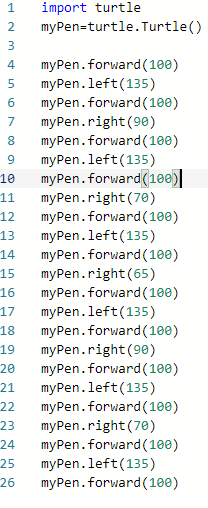 1 import turtle
2 myPen=turtle.Turtle()
3
4 myPen.forward(100)
5 myPen.left(135)
6 myPen.forward(100)
7 myPen.right(90)
8 myPen.forward(100)
9 myPen.left(135)
10 myPen.forward(100)
11 myPen.right(70)
12 myPen.forward(100)
13 myPen.left(135)
14 myPen.forward(100)
15 myPen.right(65)
16 myPen.forward(100)
17 myPen.left(135)
18 myPen.forward(100)
19 myPen.right(90)
20 myPen.forward(100)
21 myPen.left(135)
22 myPen.forward(100)
23 myPen.right(70)
24 myPen.forward(100)
25 myPen.left(135)
26 myPen.forward(100)